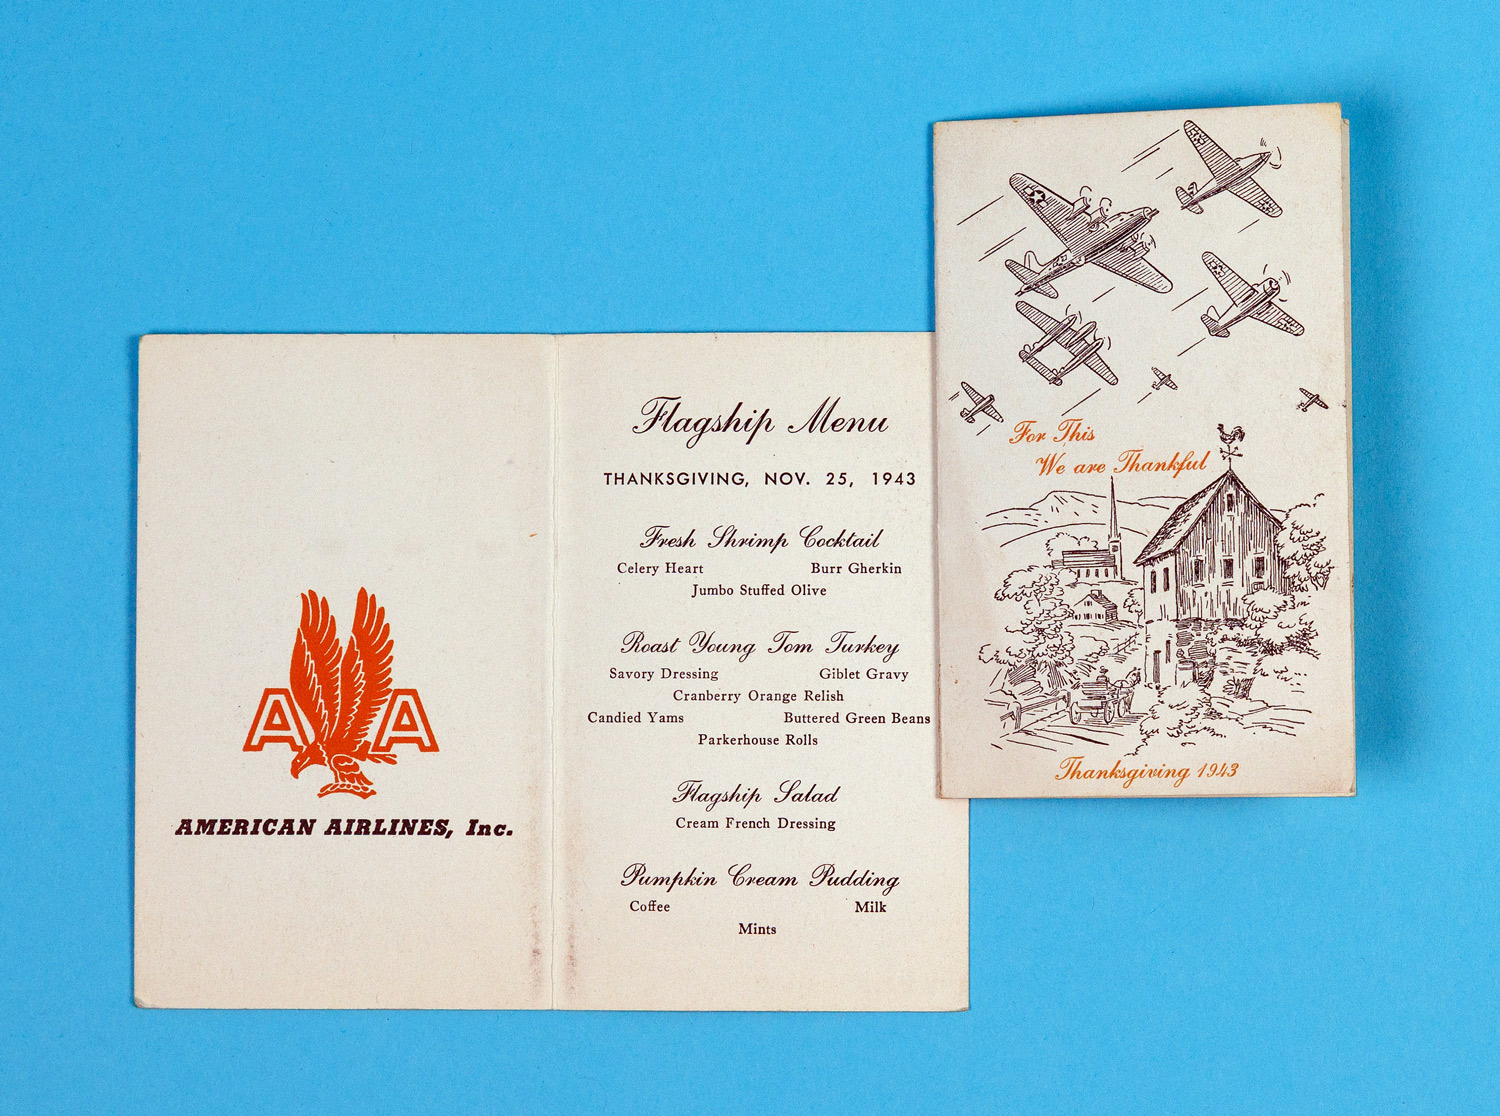 A A
AMERICAN AIRLINES, Inc.
Flagship Menu
THANKSGIVING, NOV. 25, 1943
Fresh Shrimp Cocktail
Celery Heart Burr Gherkin
Jumbo Stuffed Olive
Roast Young Tom Turkey
Savory Dressing Giblet Gravy
Cranberry Orange Relish
Candied Yams Buttered Green Beans
Parkerhouse Rolls
Flagship Salad
Cream French Dressing
Pumpkin Cream Pudding
Coffee Milk
Mints
For This
We are Thankful
Thanksgiving 1943